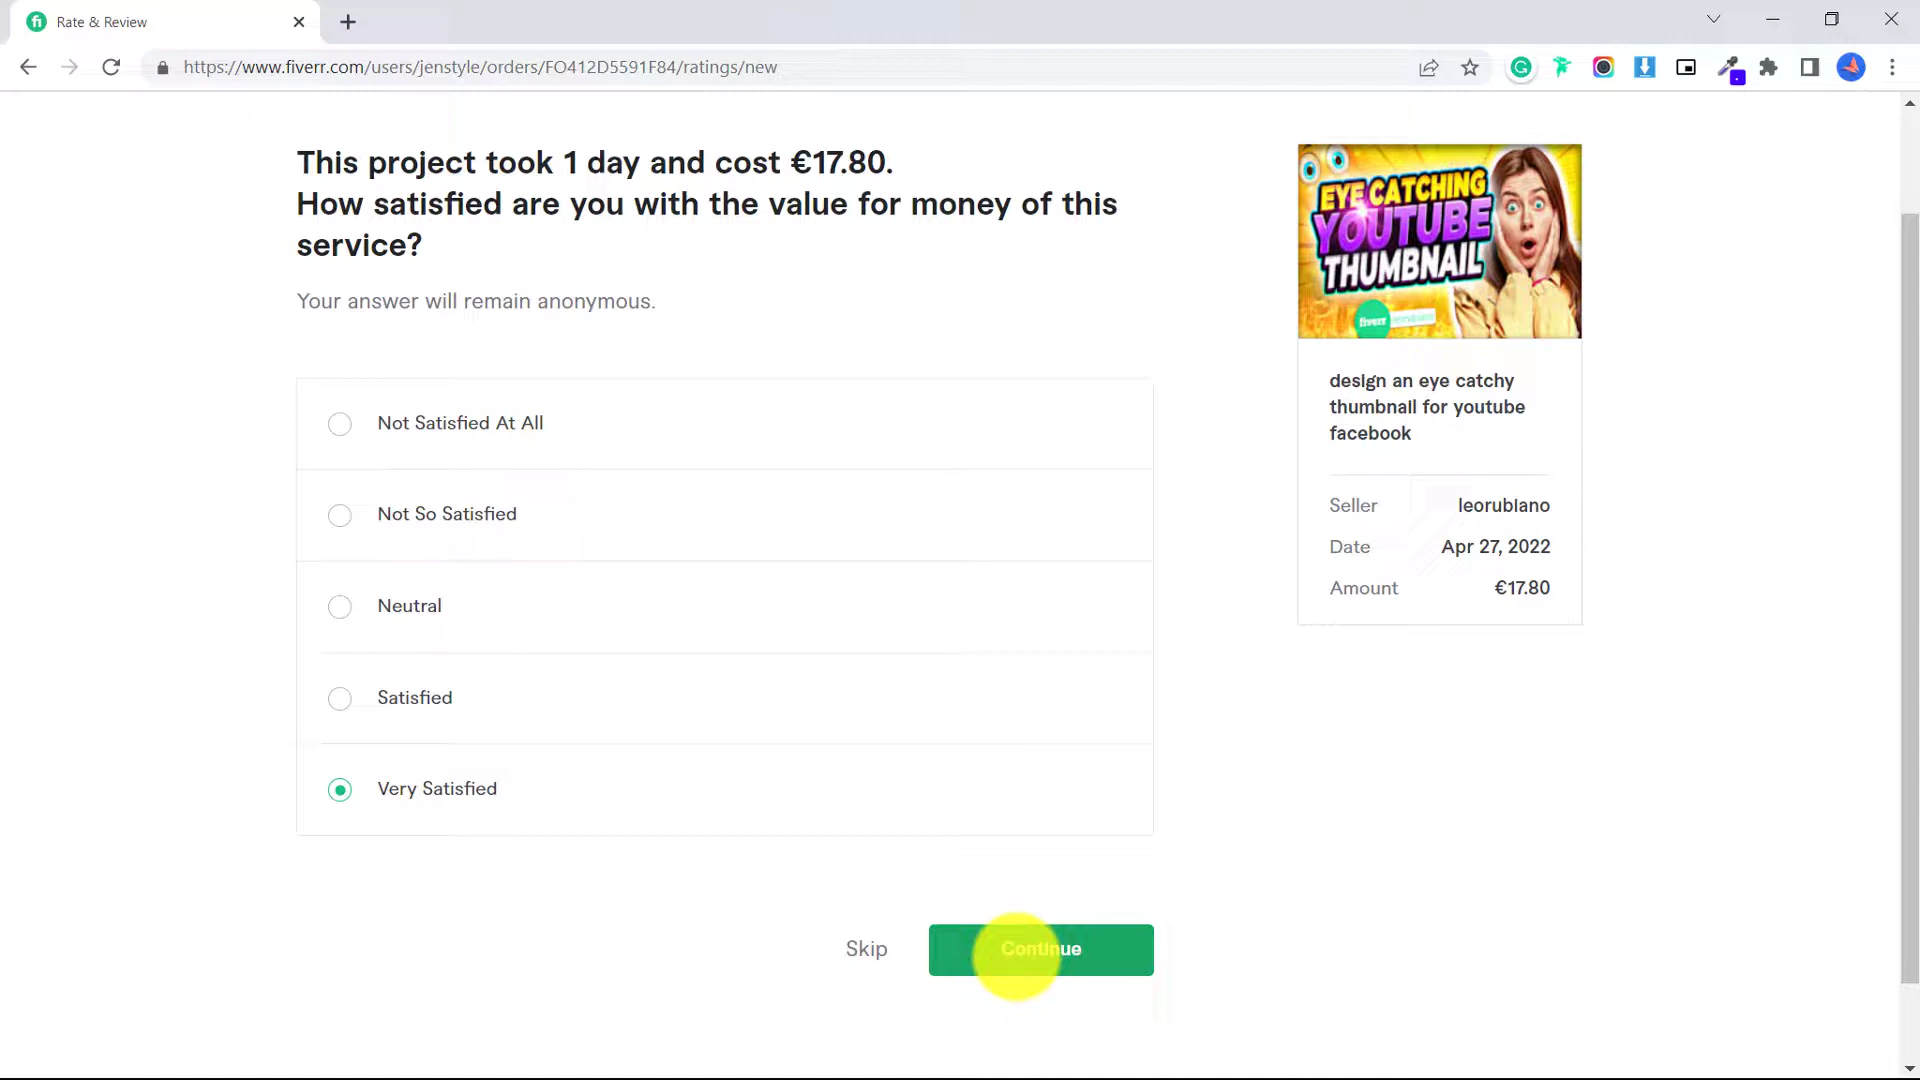 Rate & Review
https://www.fiverr.com/users/jenstyle/orders/FO412D5591F84/ratings/new
This project took 1 day and cost €17.80.
How satisfied are you with the value for money of this
service?
Your answer will remain anonymous.
Not Satisfied At All
Not So Satisfied
Neutral
Satisfied
Very Satisfied
Skip
Continue
EYE CATCHING
YOUTUBE
THUMBNAIL
fiverr
design an eye catchy
thumbnail for youtube
facebook
Seller leorubiano
Date Apr 27, 2022
Amount €17.80